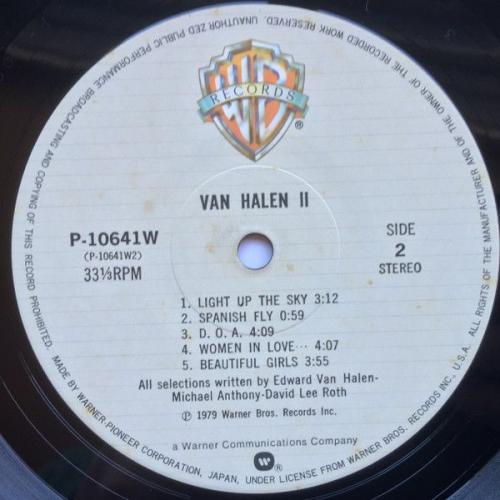 WB
RECORDS
®
VAN HALEN II
P-10641W
(P-10641W2)
33⅓RPM
SIDE
2
STEREO
1. LIGHT UP THE SKY 3:12
2. SPANISH FLY 0:59
3. D. O. A. 4:09
4. WOMEN IN LOVE··· 4:07
5. BEAUTIFUL GIRLS 3:55
All selections written by Edward Van Halen-
Michael Anthony-David Lee Roth
Ⓟ 1979 Warner Bros. Records Inc.
a Warner Communications Company
®
MADE BY WARNER-PIONEER CORPORATION, JAPAN, UNDER LICENSE FROM WARNER BROS. RECORDS INC., U.S.A. ALL RIGHTS OF THE MANUFACTURER AND OF THE OWNER OF THE RECORDED WORK RESERVED. UNAUTHORIZED PUBLIC PERFORMANCE BROADCASTING AND COPYING OF THIS RECORD PROHIBITED.